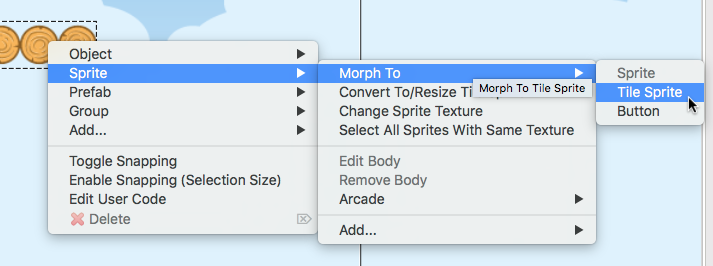 Object
Sprite
Prefab
Group
Add...
Toggle Snapping
Enable Snapping (Selection Size)
Edit User Code
Delete
Morph To
Convert To/Resize Ti
Change Sprite Texture
Select All Sprites With Same Texture
Edit Body
Remove Body
Arcade
Add...
Morph To Tile Sprite
Sprite
Tile Sprite
Button